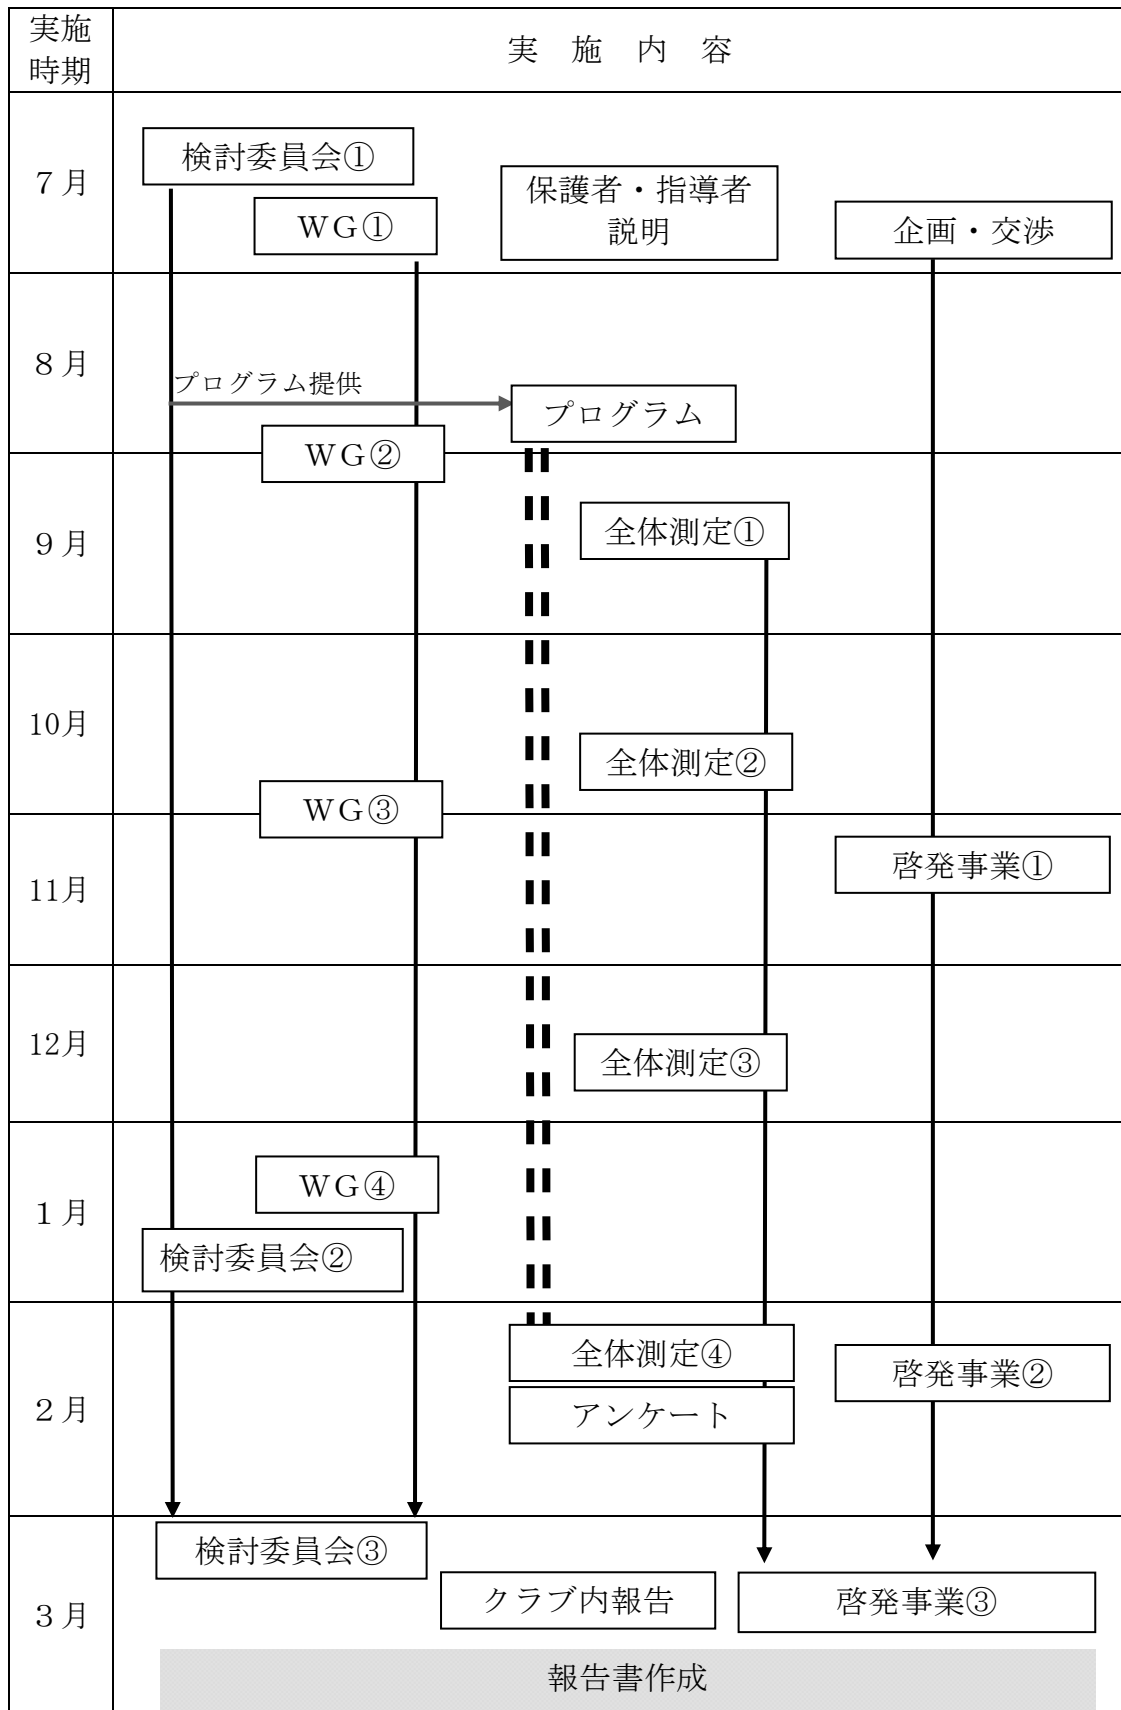 実施
時期
実　施　内　容
７月
検討委員会①
ＷＧ①
保護者・指導者
説明
企画・交渉
８月
プログラム提供
プログラム
ＷＧ②
９月
全体測定①
10月
全体測定②
ＷＧ③
11月
啓発事業①
12月
全体測定③
１月
ＷＧ④
検討委員会②
２月
全体測定④
アンケート
啓発事業②
３月
検討委員会③
クラブ内報告
啓発事業③
報告書作成